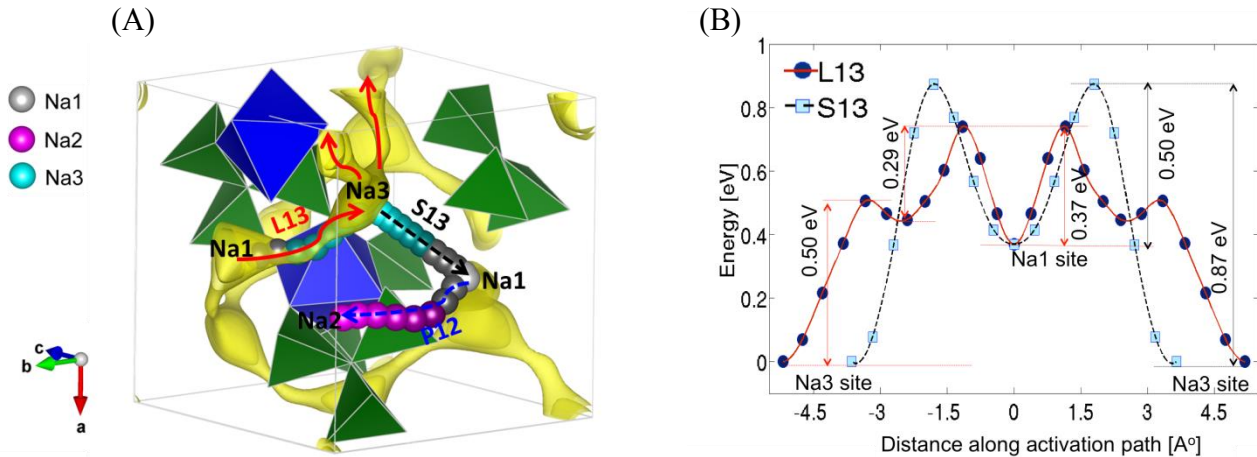 (A)
Na1
Na2
Na3
Na3
L13
S13
Na1
Na1
Na2
P12
c
b
a
(B)
L13
S13
1
0.8
0.6
0.4
0.2
0
Energy [eV]
0.50 eV
0.29 eV
0.37 eV
0.50 eV
0.87 eV
Na1 site
Na3 site
Na3 site
-4.5 -3 -1.5 0 1.5 3 4.5
Distance along activation path [Aº]